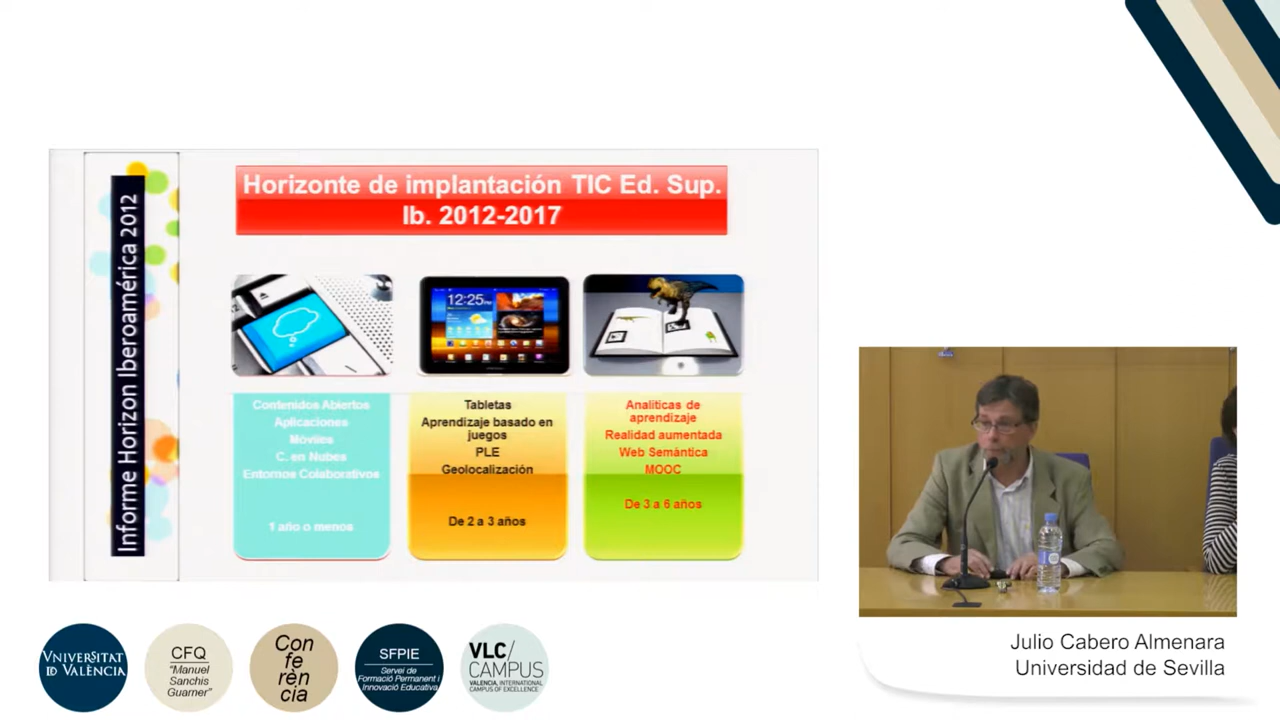 Informe Horizon Iberoamérica 2012
Horizonte de implantación TIC Ed. Sup.
Ib. 2012-2017
12:25
Contenidos Abiertos
Aplicaciones
Móviles
C. en Nubes
Entornos Colaborativos
1 año o menos
Tabletas
Aprendizaje basado en
juegos
PLE
Geolocalización
De 2 a 3 años
Analíticas de
aprendizaje
Realidad aumentada
Web Semántica
MOOC
De 3 a 6 años
Julio Cabero Almenara
Universidad de Sevilla
VNIVERSITAT
ID VALÈNCIA
CFQ
"Manuel
Sanchis
Guarner"
Con
fe
rèn
cia
SFPIE
Servei de
Formació Permanent i
Innovació Educativa
VLC/
CAMPUS
VALENCIA, INTERNATIONAL
CAMPUS OF EXCELLENCE